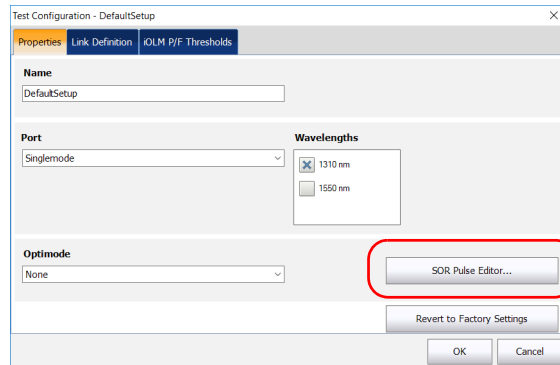 Test Configuration - DefaultSetup
Properties Link Definition iOLM P/F Thresholds
Name
DefaultSetup
Port
Wavelengths
Singlemode
1310 nm
1550 nm
Optimode
None
SOR Pulse Editor...
Revert to Factory Settings
OK Cancel